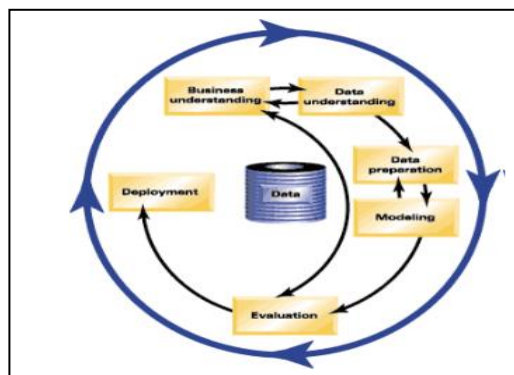 Business
understanding
Data
understanding
Data
preparation
Modeling
Evaluation
Deployment
Data